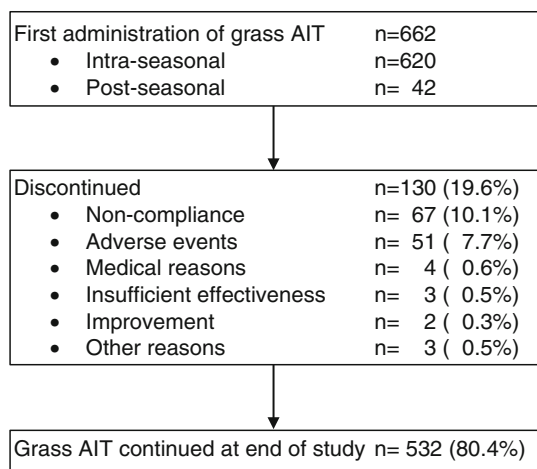 First administration of grass AIT n=662
• Intra-seasonal n=620
• Post-seasonal n= 42
Discontinued n=130 (19.6%)
• Non-compliance n= 67 (10.1%)
• Adverse events n= 51 ( 7.7%)
• Medical reasons n= 4 ( 0.6%)
• Insufficient effectiveness n= 3 ( 0.5%)
• Improvement n= 2 ( 0.3%)
• Other reasons n= 3 ( 0.5%)
Grass AIT continued at end of study n= 532 (80.4%)